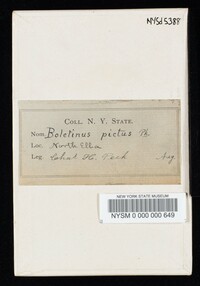 NYSd5388
COLL. N. Y. STATE.
Nom. Boletinus pictus Pk.
Loc. North Elba
Leg. Chas. H. Peck Aug
NEW YORK STATE MUSEUM
NYSM 0 000 000 649